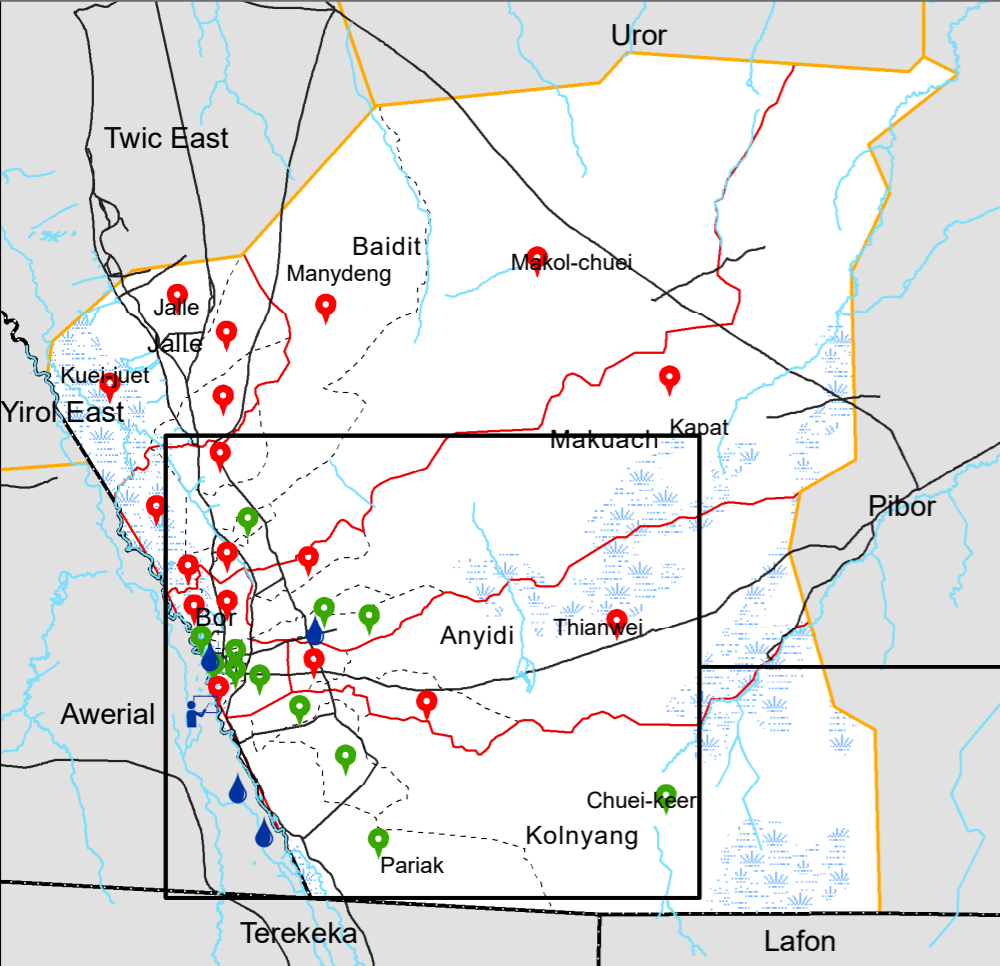 Uror
Twic East
Baidit
Manydeng
Makol-chuei
Jalle
Jalle
Kuei-juet
Yirol East
Kapat
Makuach
Pibor
Bor
Anyidi
Thianwei
Awerial
Chuei-keer
Kolnyang
Pariak
Terekeka
Lafon